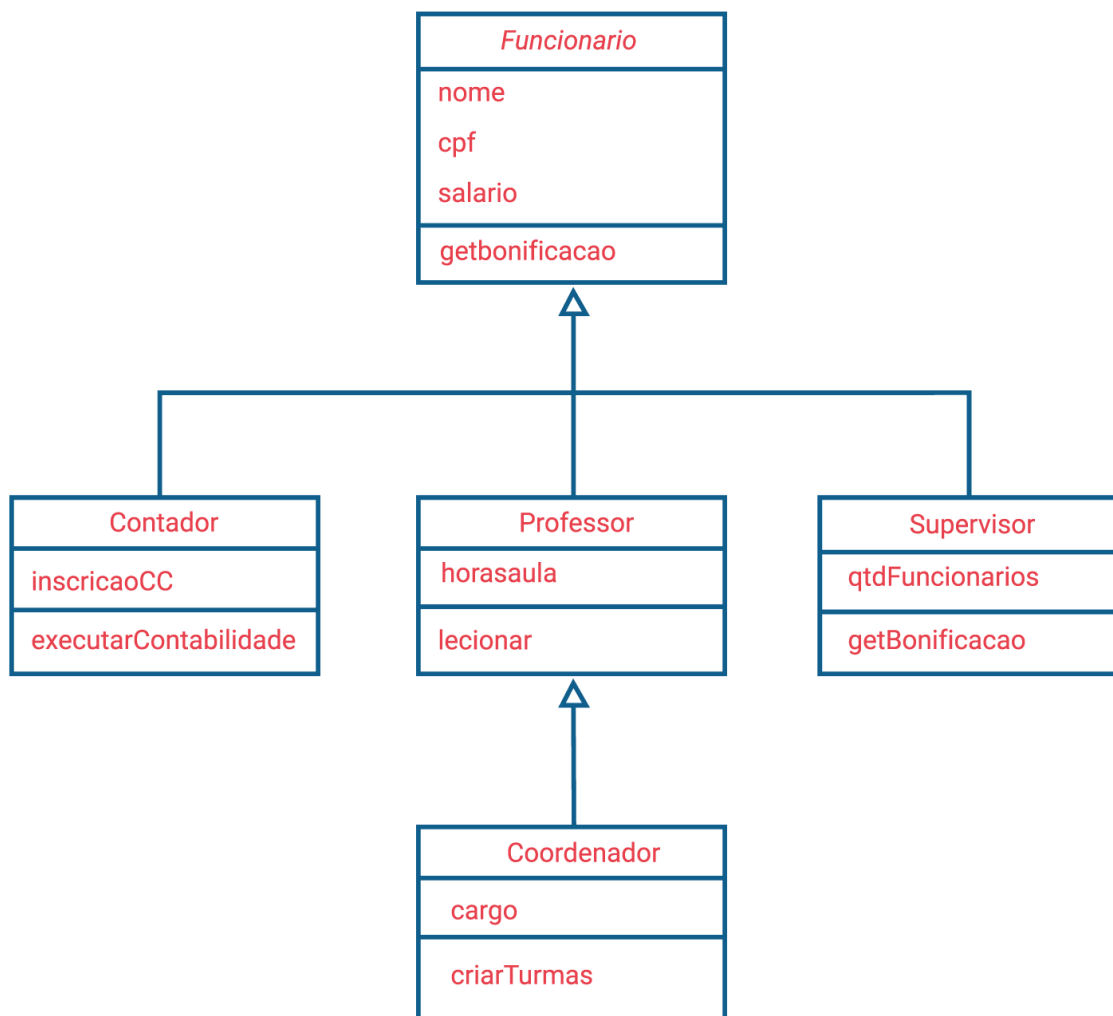 Funcionario
nome
cpf
salario
getbonificacao
Contador
inscricaoCC
executarContabilidade
Professor
horasaula
lecionar
Supervisor
qtdFuncionarios
getBonificacao
Coordenador
cargo
criarTurmas